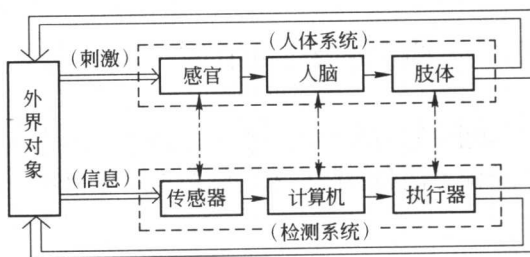 (人体系统)
(刺激)
感官
人脑
肢体
外界对象
(信息)
传感器
计算机
执行器
(检测系统)